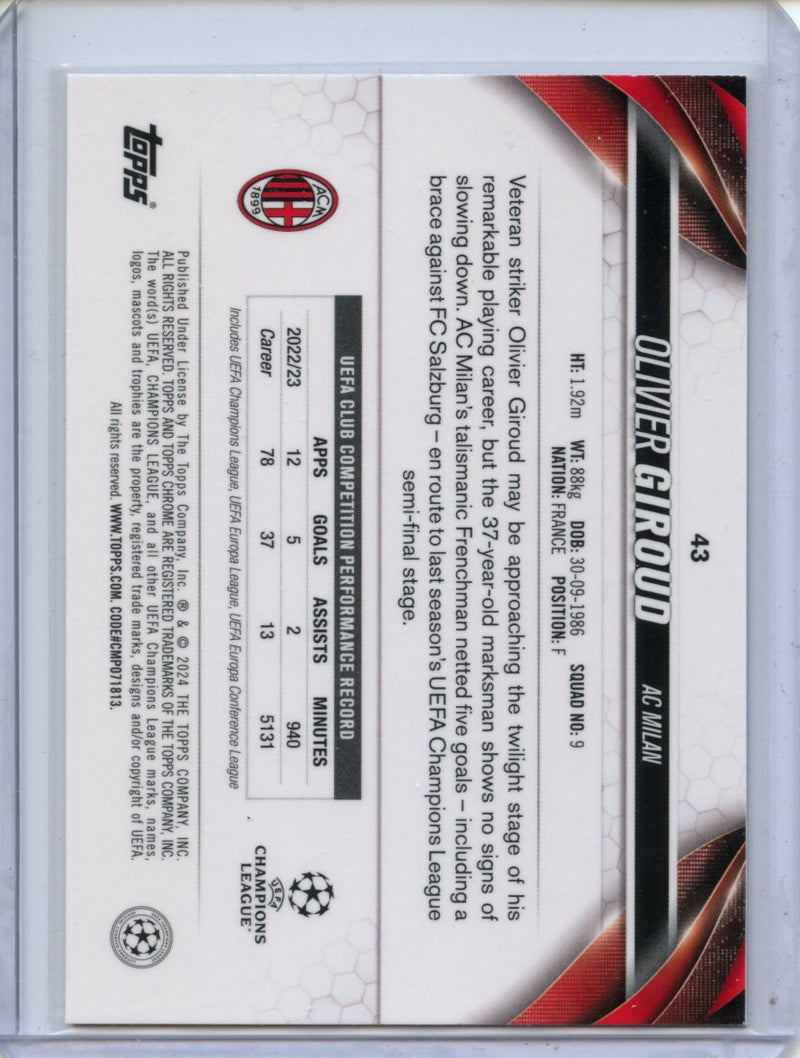 43
OLIVIER GIROUD AC MILAN
HT: 1.92m WT: 88kg DOB: 30-09-1986 SQUAD NO: 9
NATION: FRANCE POSITION: F
Veteran striker Olivier Giroud may be approaching the twilight stage of his
remarkable playing career, but the 37-year-old marksman shows no signs of
slowing down. AC Milan's talismanic Frenchman netted five goals – including a
brace against FC Salzburg – en route to last season's UEFA Champions League
semi-final stage.
ACM
1899
UEFA CLUB COMPETITION PERFORMANCE RECORD
APPS GOALS ASSISTS MINUTES
2022/23 12 5 2 940
Career 78 37 13 5131
Includes UEFA Champions League, UEFA Europa League, UEFA Europa Conference League
UEFA
CHAMPIONS
LEAGUE
topps®
Published Under License by The Topps Company, Inc. ® & © 2024 THE TOPPS COMPANY, INC.
ALL RIGHTS RESERVED. TOPPS AND TOPPS CHROME ARE REGISTERED TRADEMARKS OF THE TOPPS COMPANY, INC.
The word(s) UEFA, CHAMPIONS LEAGUE, and all other UEFA Champions League marks, names,
logos, mascots and trophies are the property, registered trade marks, designs and/or copyright of UEFA.
All rights reserved. WWW.TOPPS.COM. CODE#CMP071813.